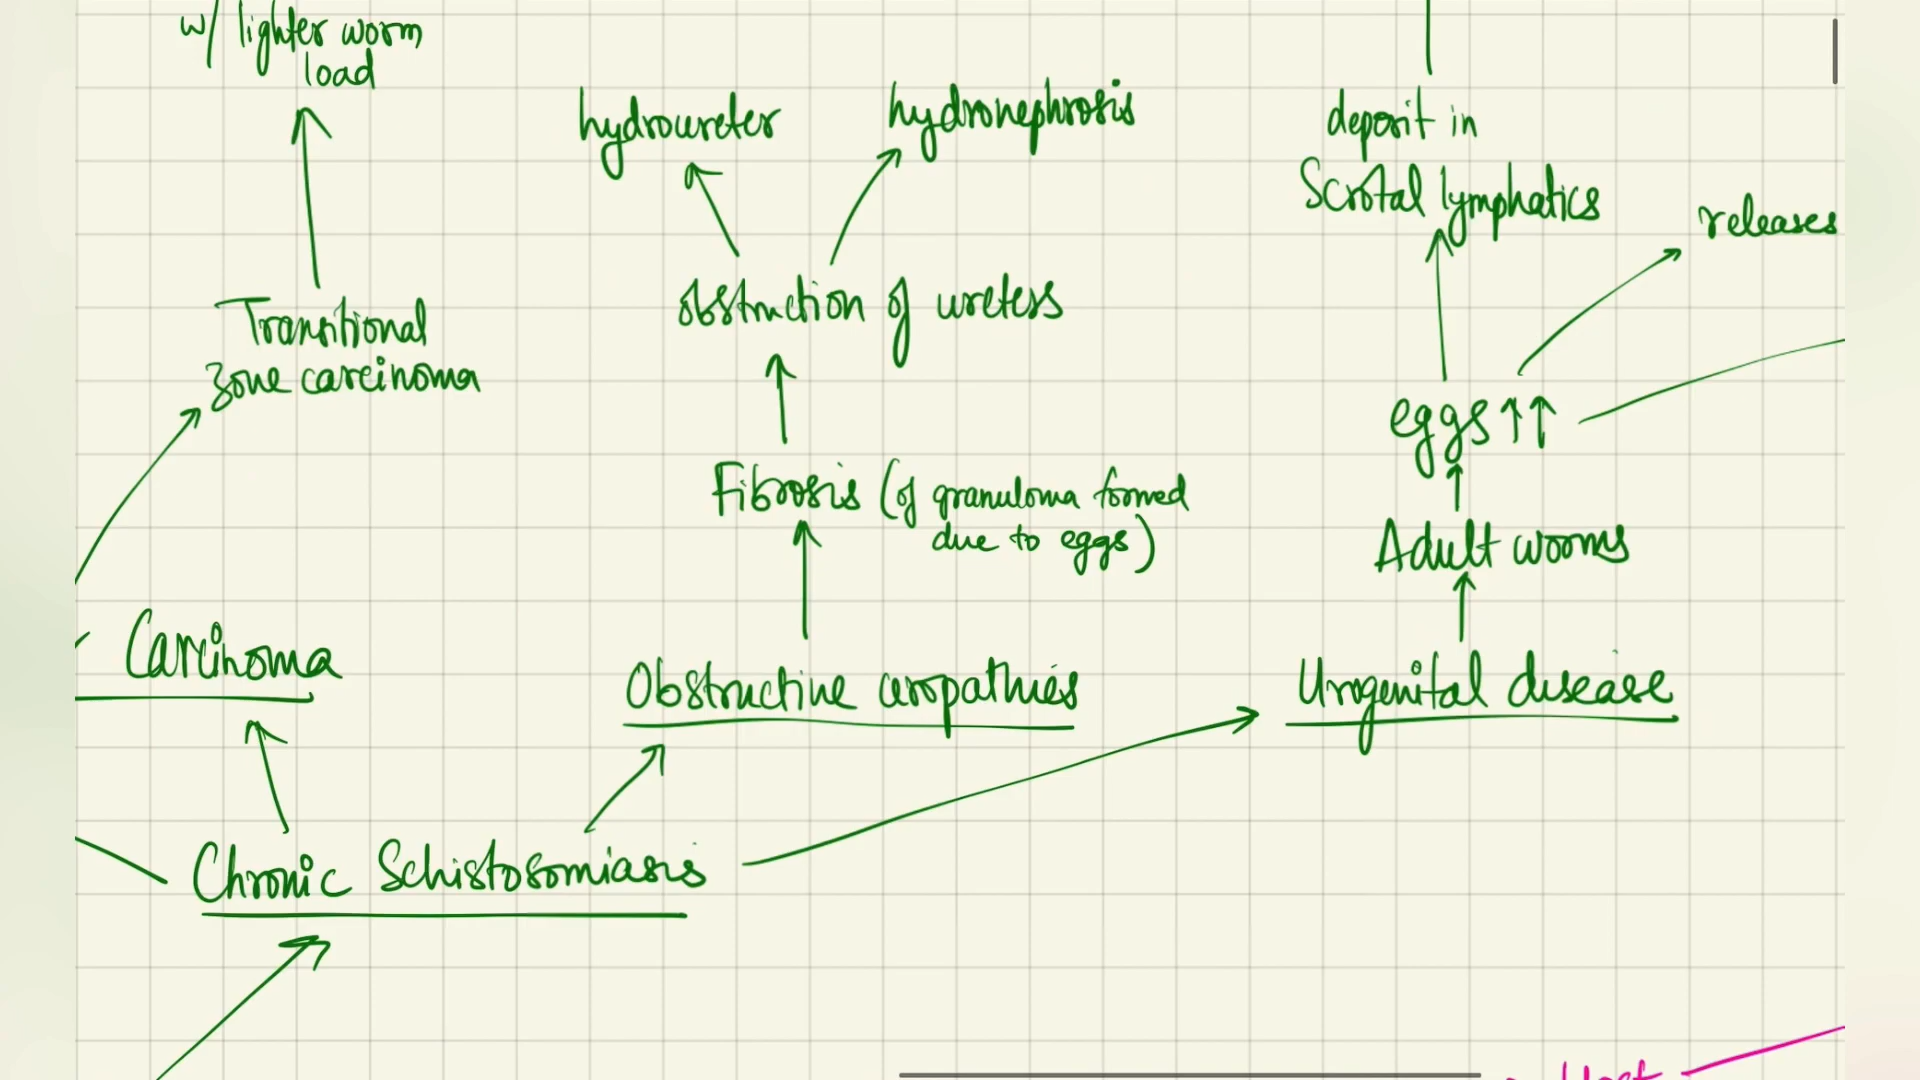 w/ lighter worm
load
hydroureter
hydronephrosis
deposit in
Scrotal lymphatics
releases
obstruction of ureters
Transitional
zone carcinoma
eggs ↑↑
Fibrosis (of granuloma formed
due to eggs)
Adult worms
Carcinoma
Obstructive uropathies
Urogenital disease
Chronic Schistosomiasis